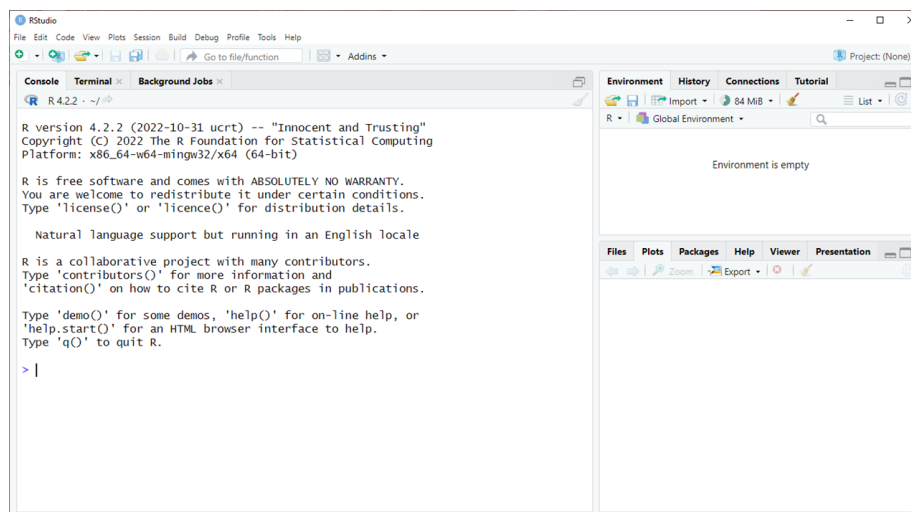 RStudio
File Edit Code View Plots Session Build Debug Profile Tools Help
Go to file/function Addins Project: (None)
Console Terminal Background Jobs
R 4.2.2 · ~/
R version 4.2.2 (2022-10-31 ucrt) -- "Innocent and Trusting"
Copyright (C) 2022 The R Foundation for Statistical Computing
Platform: x86_64-w64-mingw32/x64 (64-bit)
R is free software and comes with ABSOLUTELY NO WARRANTY.
You are welcome to redistribute it under certain conditions.
Type 'license()' or 'licence()' for distribution details.
Natural language support but running in an English locale
R is a collaborative project with many contributors.
Type 'contributors()' for more information and
'citation()' on how to cite R or R packages in publications.
Type 'demo()' for some demos, 'help()' for on-line help, or
'help.start()' for an HTML browser interface to help.
Type 'q()' to quit R.
>
Environment History Connections Tutorial
Import 84 MiB List
R Global Environment
Environment is empty
Files Plots Packages Help Viewer Presentation
Zoom Export